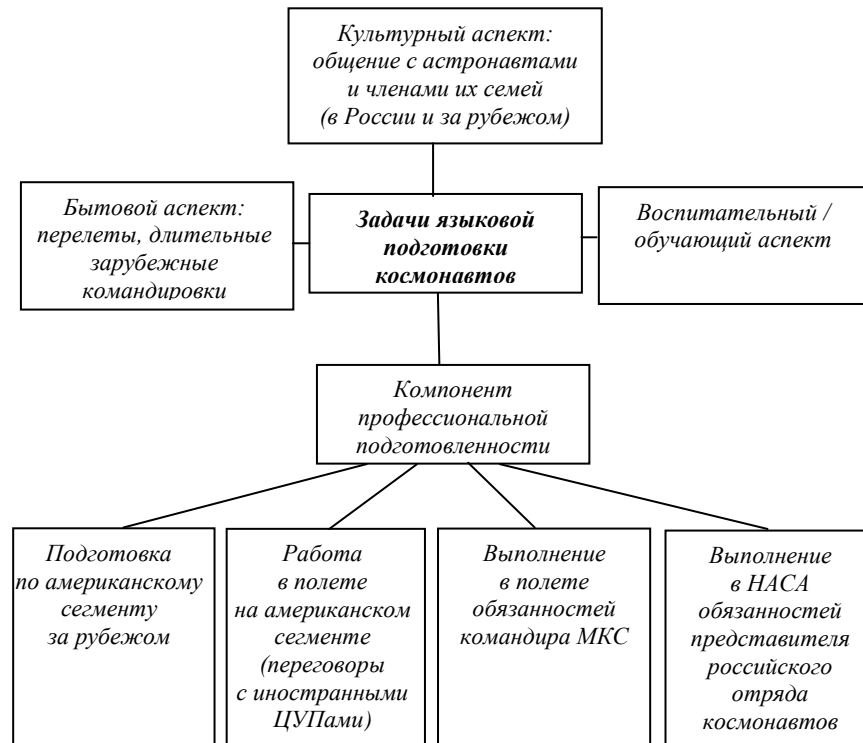 Культурный аспект:
общение с астронавтами
и членами их семей
(в России и за рубежом)
Бытовой аспект:
перелеты, длительные
зарубежные
командировки
Задачи языковой
подготовки
космонавтов
Воспитательный /
обучающий аспект
Компонент
профессиональной
подготовленности
Подготовка
по американскому
сегменту
за рубежом
Работа
в полете
на американском
сегменте
(переговоры
с иностранными
ЦУПами)
Выполнение
в полете
обязанностей
командира МКС
Выполнение
в НАСА
обязанностей
представителя
российского
отряда
космонавтов